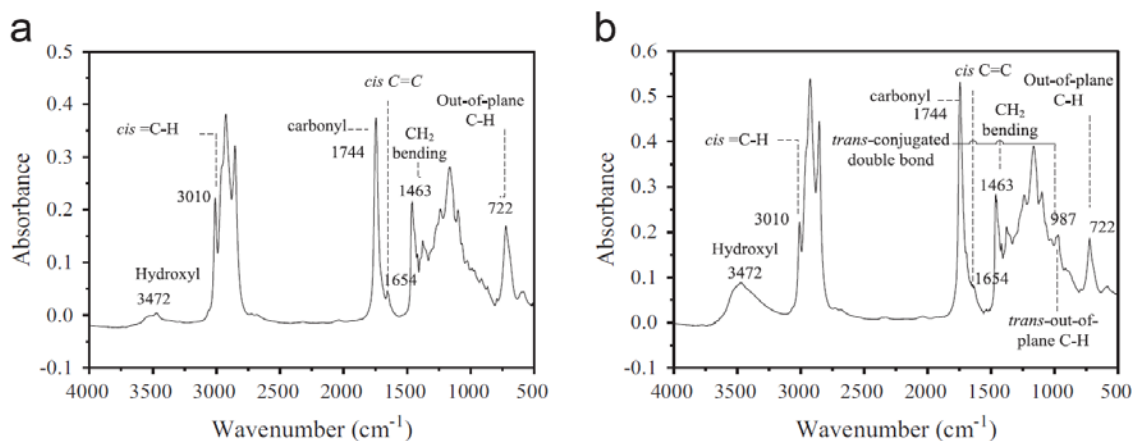 a
0.5
0.4
0.3
0.2
0.1
0.0
-0.1
Absorbance
4000 3500 3000 2500 2000 1500 1000 500
Wavenumber (cm⁻¹)
cis C=C
Out-of-plane
C-H
cis =C-H
carbonyl
1744
CH₂
bending
3010
1463
722
Hydroxyl
3472
1654
b
0.6
0.5
0.4
0.3
0.2
0.1
0.0
-0.1
Absorbance
4000 3500 3000 2500 2000 1500 1000 500
Wavenumber (cm⁻¹)
cis C=C
Out-of-plane
C-H
carbonyl
1744
CH₂
bending
cis =C-H
trans-conjugated
double bond
3010
1463
987
722
Hydroxyl
3472
1654
trans-out-of-
plane C-H